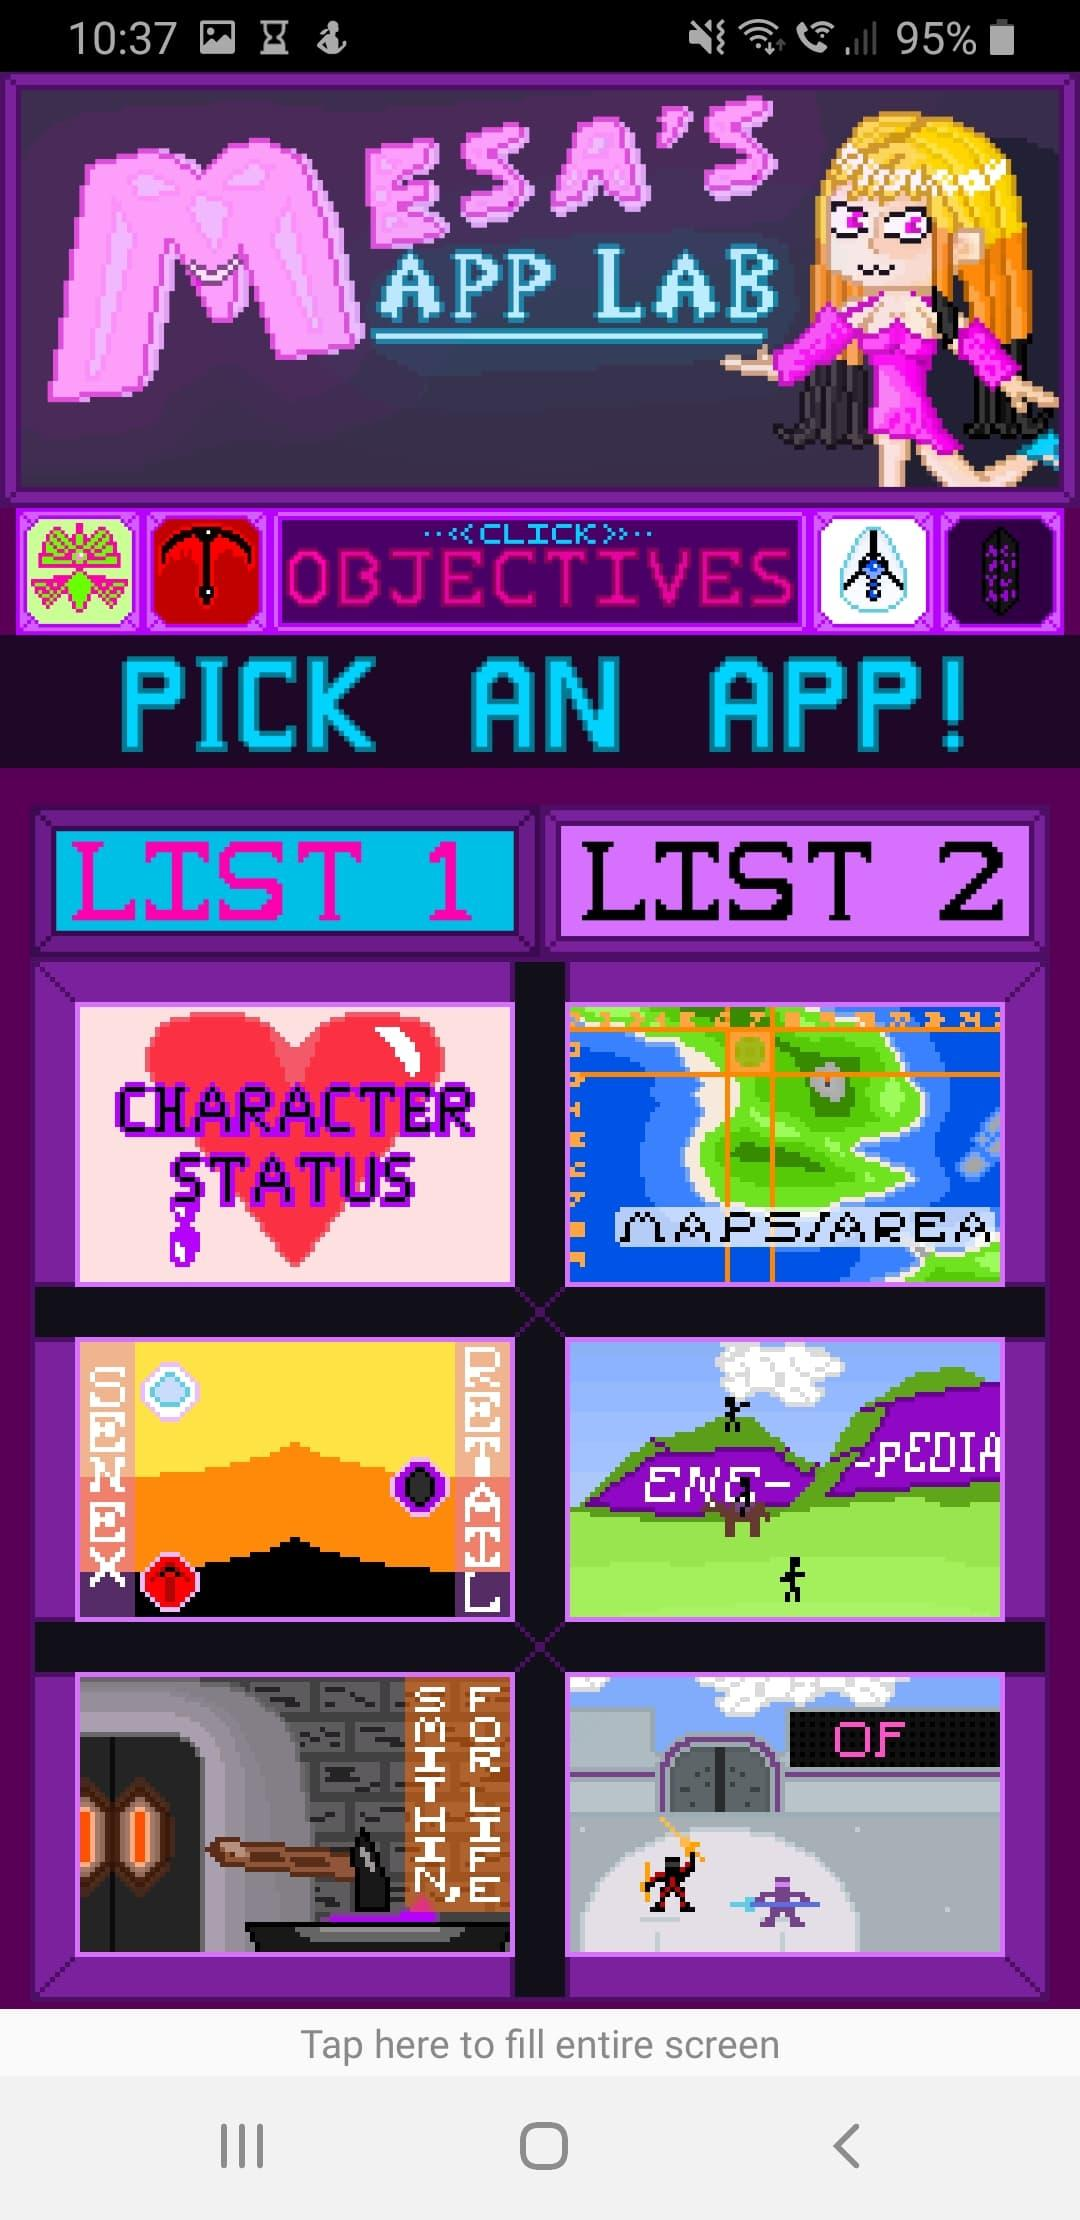 10:37 95%
MESA'S
APP LAB
··<<CLICK>>··
OBJECTIVES
PICK AN APP!
LIST 1 LIST 2
CHARACTER
STATUS
MAPS/AREA
SENEX
RETAIL
ENE-
-PEDIA
SMITHIN,
FOR LIFE
OF
Tap here to fill entire screen